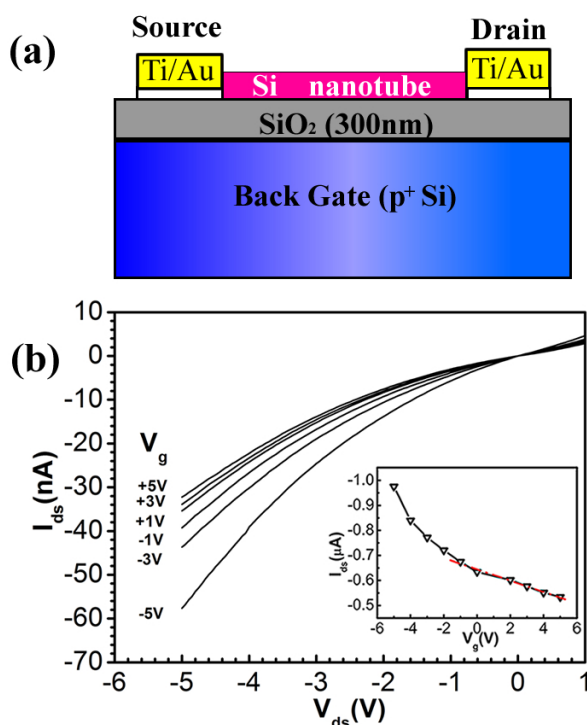 (a)
Source
Drain
Ti/Au
Si nanotube
Ti/Au
SiO₂ (300nm)
Back Gate (p⁺ Si)
(b)
10
0
-10
-20
-30
-40
-50
-60
-70
I_ds(nA)
V_g
+5V
+3V
+1V
-1V
-3V
-5V
-6
-5
-4
-3
-2
-1
0
1
V_ds(V)
-1.0
-0.9
-0.8
-0.7
-0.6
-0.5
I_ds(μA)
-6
-4
-2
0
2
4
6
V_g(V)